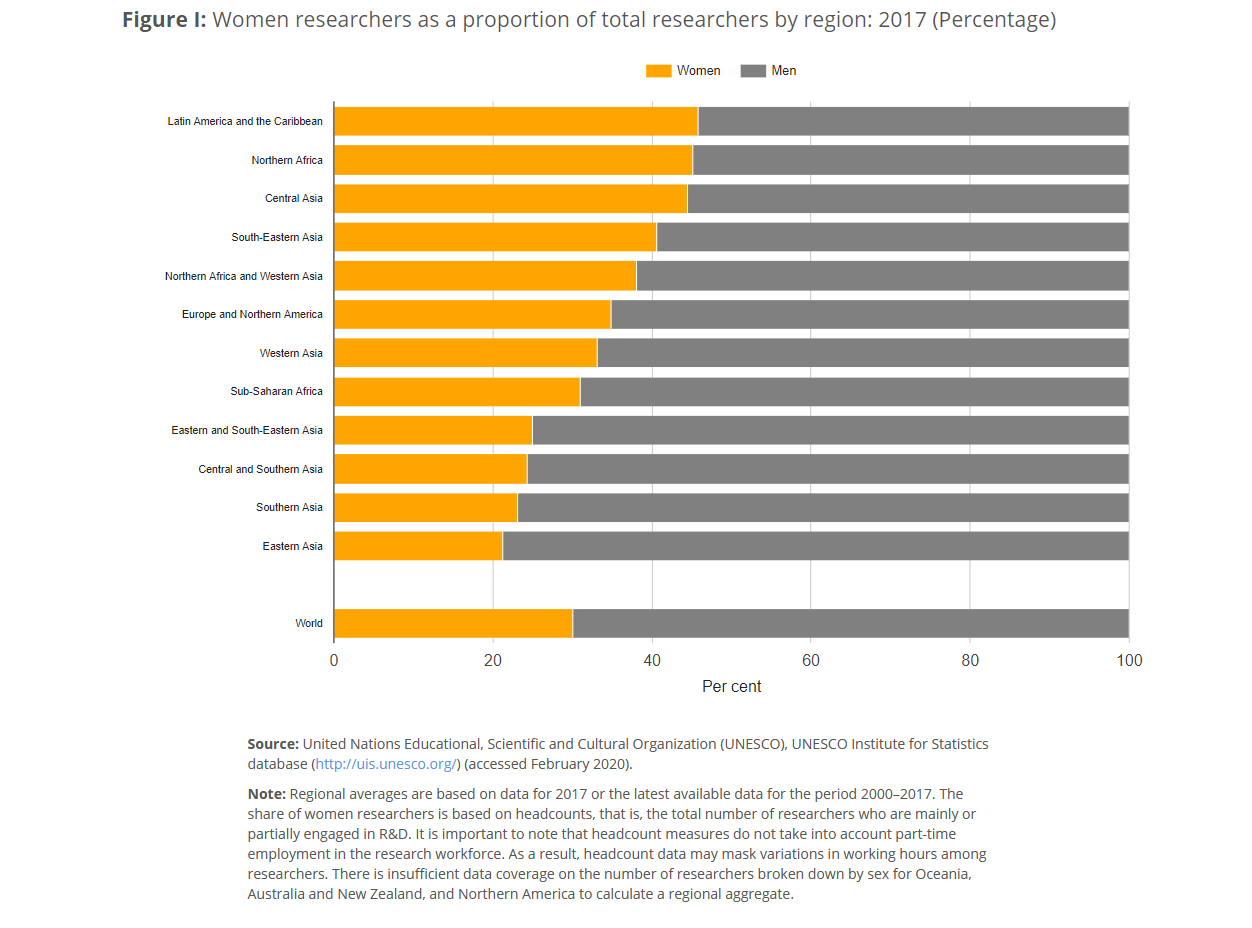 Figure I: Women researchers as a proportion of total researchers by region: 2017 (Percentage)
Women Men
Latin America and the Caribbean
Northern Africa
Central Asia
South-Eastern Asia
Northern Africa and Western Asia
Europe and Northern America
Western Asia
Sub-Saharan Africa
Eastern and South-Eastern Asia
Central and Southern Asia
Southern Asia
Eastern Asia
World
0 20 40 60 80 100
Per cent
Source: United Nations Educational, Scientific and Cultural Organization (UNESCO), UNESCO Institute for Statistics
database (http://uis.unesco.org/) (accessed February 2020).
Note: Regional averages are based on data for 2017 or the latest available data for the period 2000–2017. The
share of women researchers is based on headcounts, that is, the total number of researchers who are mainly or
partially engaged in R&D. It is important to note that headcount measures do not take into account part-time
employment in the research workforce. As a result, headcount data may mask variations in working hours among
researchers. There is insufficient data coverage on the number of researchers broken down by sex for Oceania,
Australia and New Zealand, and Northern America to calculate a regional aggregate.